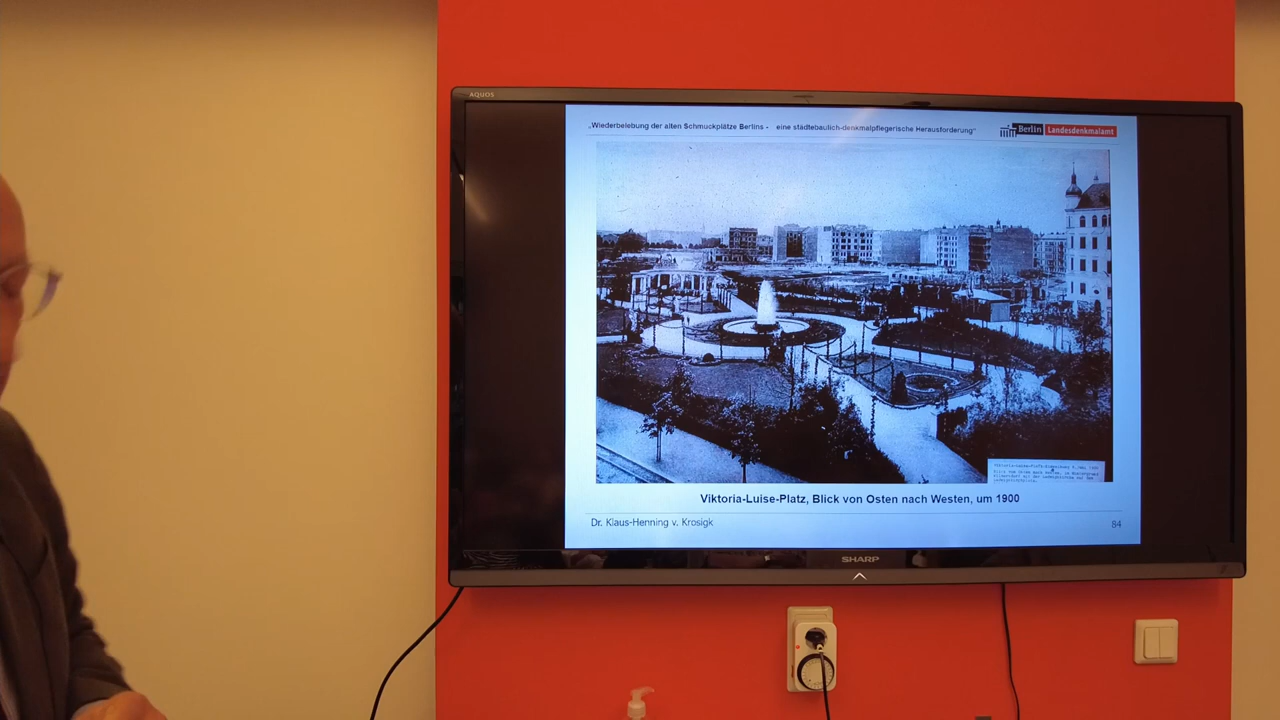 AQUOS
„Wiederbelebung der alten Schmuckplätze Berlins - eine städtebaulich-denkmalpflegerische Herausforderung“
Berlin Landesdenkmalamt
Viktoria-Luise-Platz, Blick von Osten nach Westen, um 1900
Dr. Klaus-Henning v. Krosigk
84
SHARP